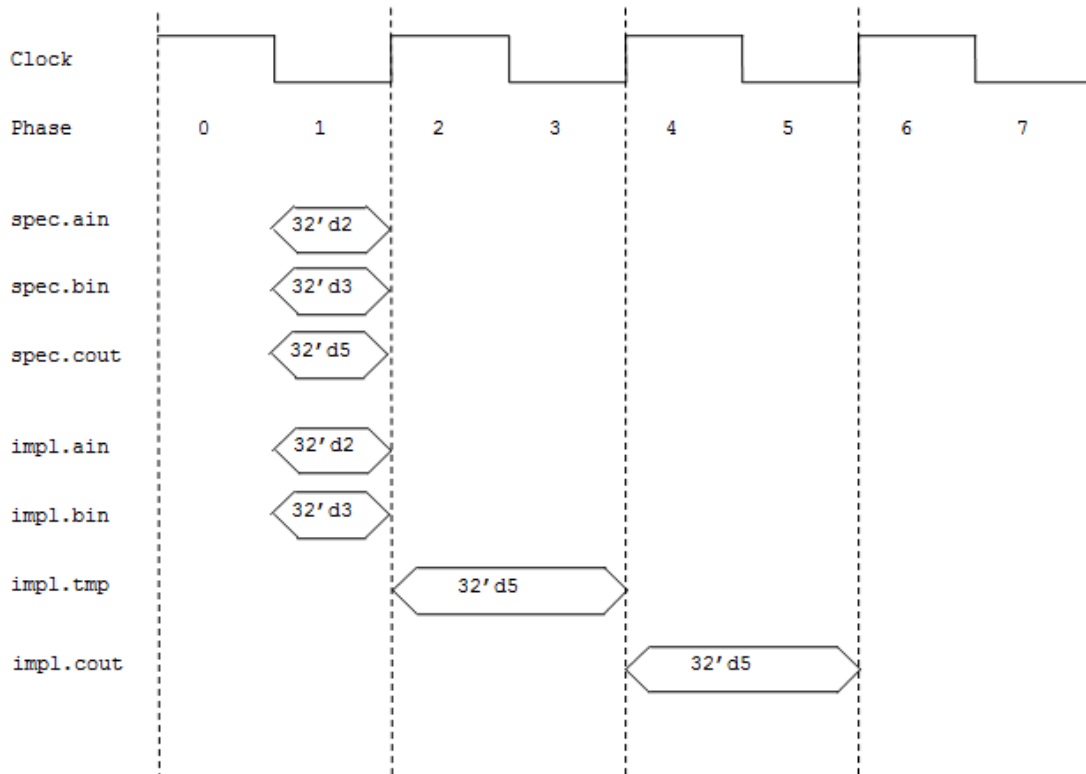 Clock
Phase 0 1 2 3 4 5 6 7
spec.ain 32'd2
spec.bin 32'd3
spec.cout 32'd5
impl.ain 32'd2
impl.bin 32'd3
impl.tmp 32'd5
impl.cout 32'd5